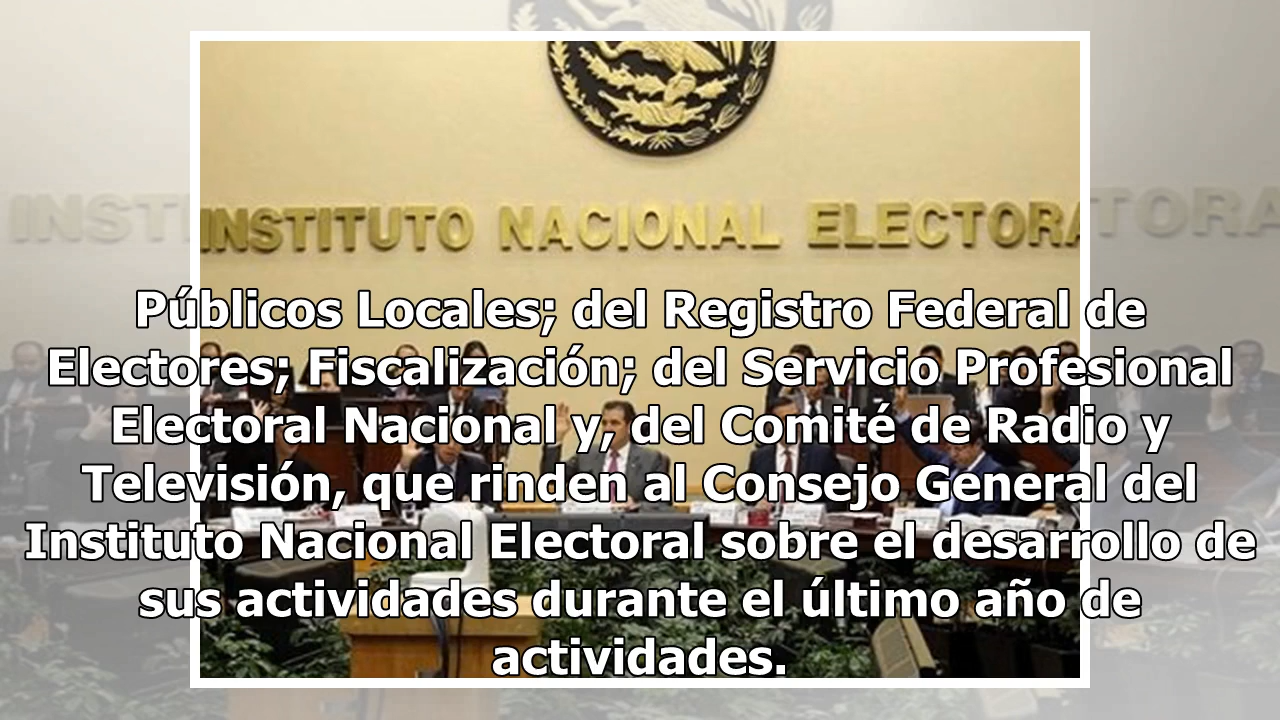 INSTITUTO NACIONAL ELECTORA
Públicos Locales; del Registro Federal de
Electores; Fiscalización; del Servicio Profesional
Electoral Nacional y, del Comité de Radio y
Televisión, que rinden al Consejo General del
Instituto Nacional Electoral sobre el desarrollo de
sus actividades durante el último año de
actividades.